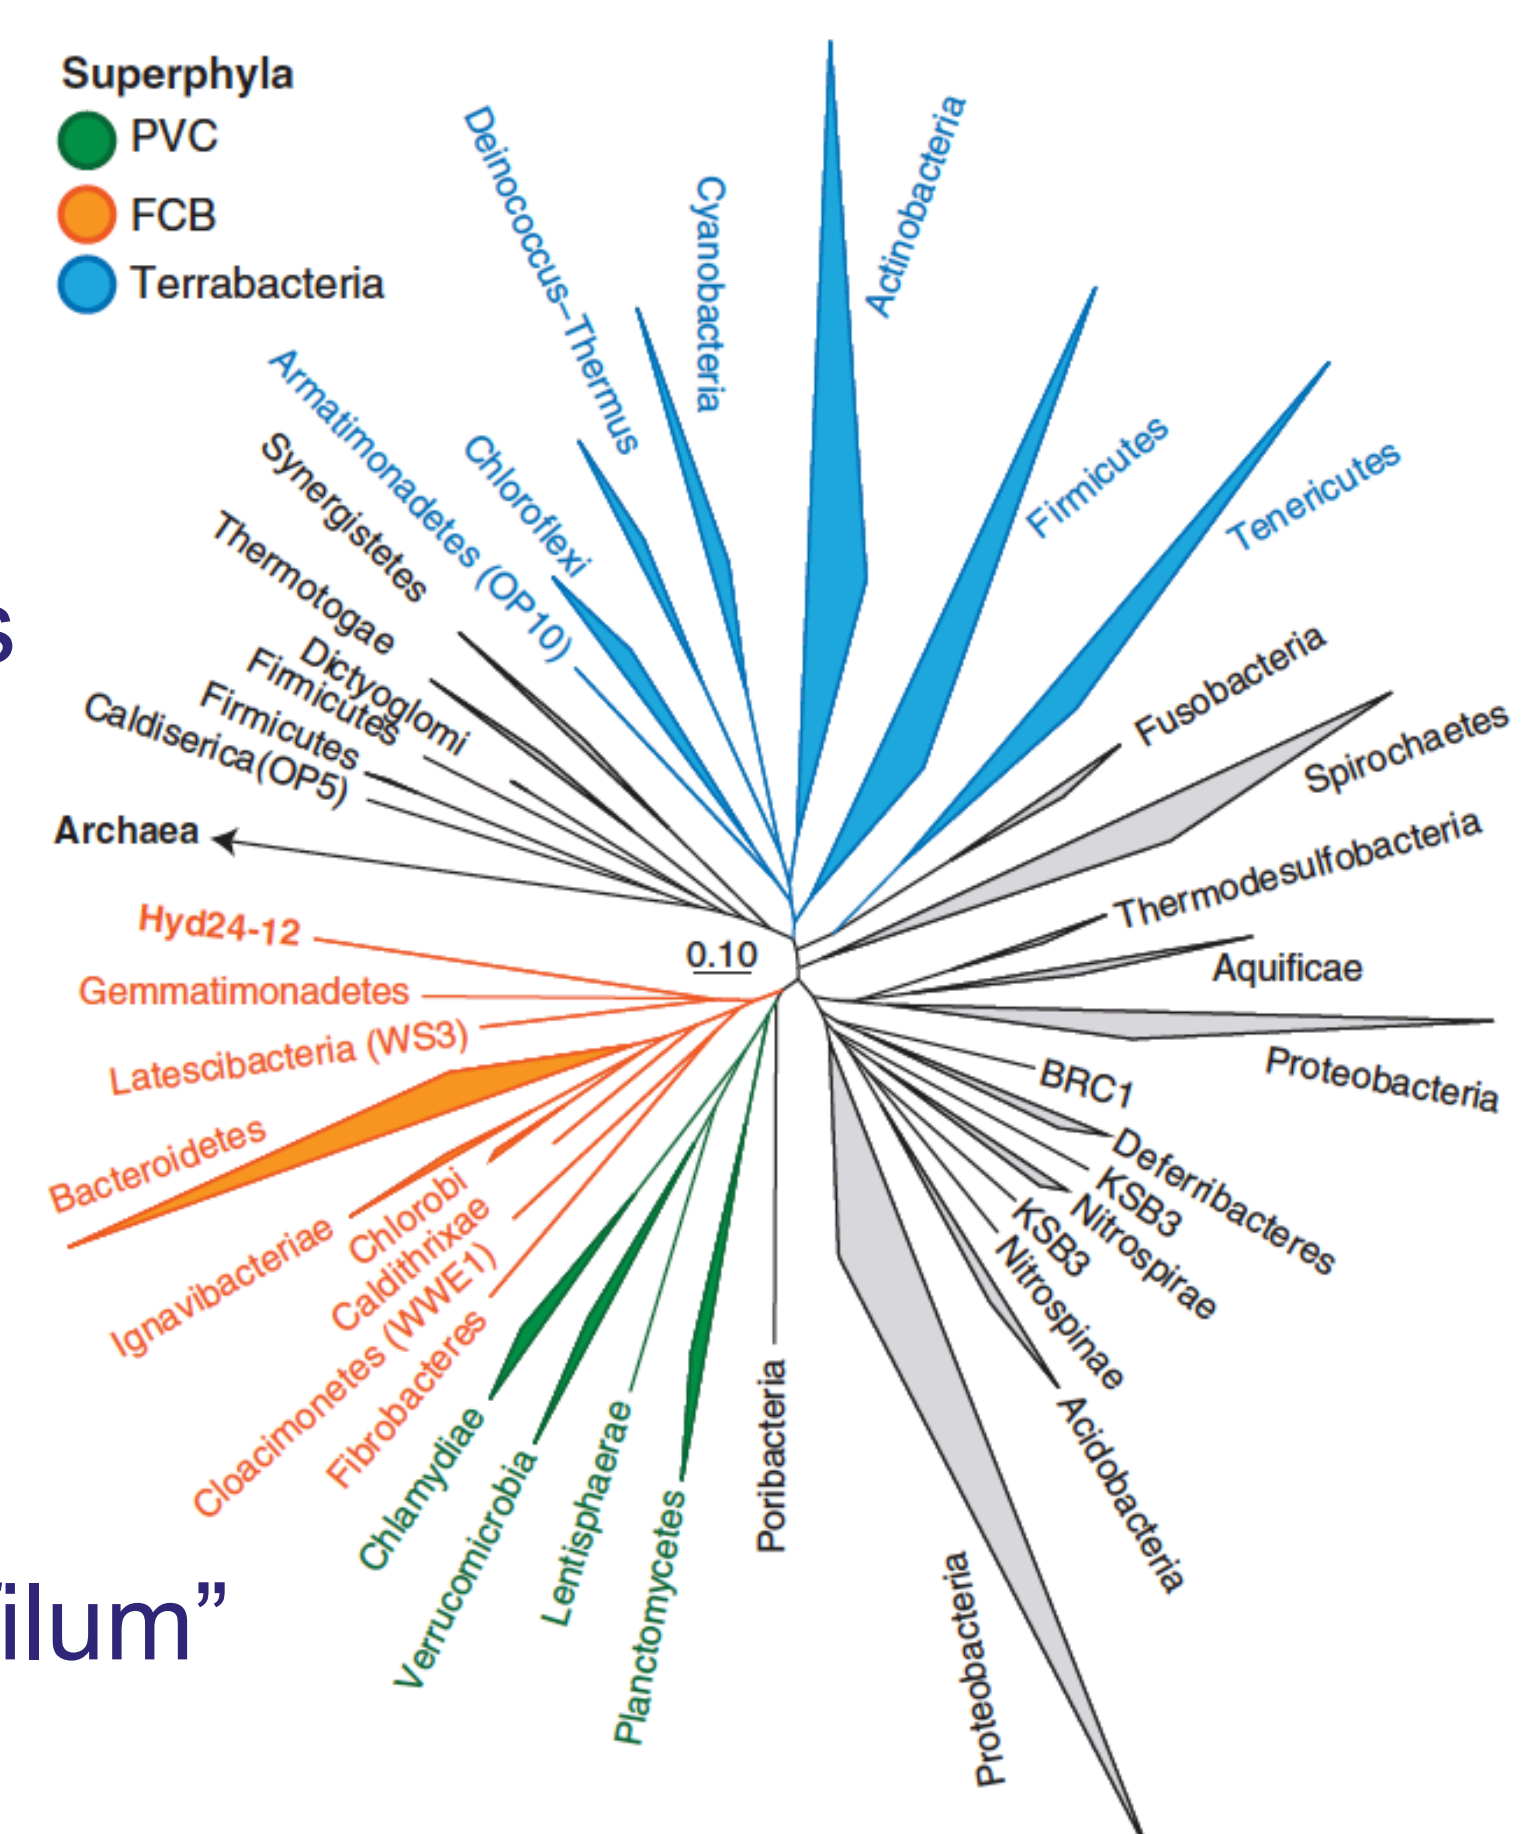 Superphyla
PVC
FCB
Terrabacteria
Deinococcus–Thermus
Cyanobacteria
Actinobacteria
Firmicutes
Tenericutes
Armatimonadetes (OP10)
Chloroflexi
Synergistetes
Thermotogae
Dictyoglomi
Firmicutes
Firmicutes
Caldiserica(OP5)
Archaea
Fusobacteria
Spirochaetes
Thermodesulfobacteria
Aquificae
Proteobacteria
0.10
Hyd24-12
Gemmatimonadetes
Latescibacteria (WS3)
Bacteroidetes
Ignavibacteriae
Chlorobi
Caldithrixae
Cloacimonetes (WWE1)
Fibrobacteres
Chlamydiae
Verrucomicrobia
Lentisphaerae
Planctomycetes
Poribacteria
BRC1
Deferribacteres
KSB3
Nitrospirae
KSB3
Nitrospinae
Acidobacteria
Proteobacteria
s
ilum”